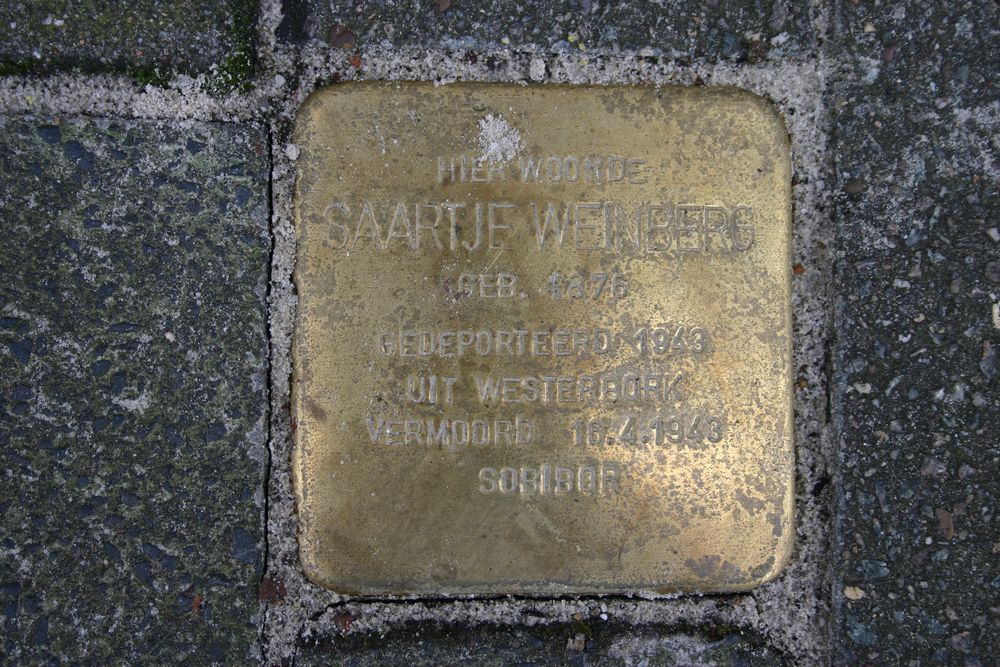 HIER WOONDE
SAARTJE WEINBERG
GEB. 1876
GEDEPORTEERD 1943
UIT WESTERBORK
VERMOORD 16.4.1943
SOBIBOR